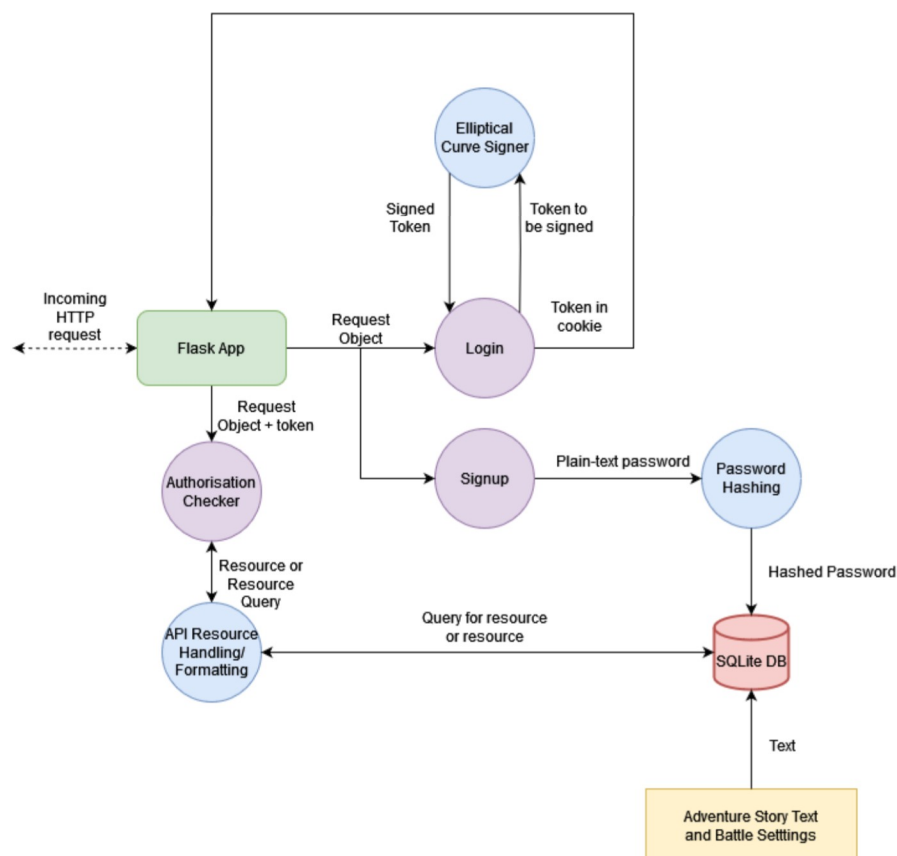 Elliptical
Curve Signer
Signed
Token
Token to
be signed
Incoming
HTTP
request
Flask App
Request
Object
Login
Token in
cookie
Request
Object + token
Authorisation
Checker
Signup
Plain-text password
Password
Hashing
Resource or
Resource
Query
Hashed Password
API Resource
Handling/
Formatting
Query for resource
or resource
SQLite DB
Text
Adventure Story Text
and Battle Setttings